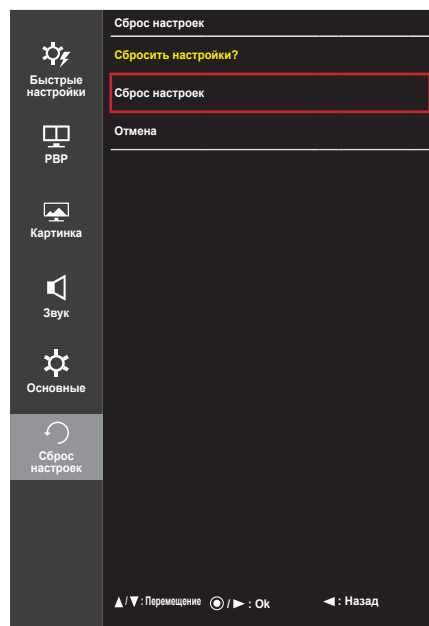 Сброс настроек
Сбросить настройки?
Сброс настроек
Отмена
Быстрые
настройки
PBP
Картинка
Звук
Основные
Сброс
настроек
▲/▼: Перемещение ◉/►: Ok ◄: Назад